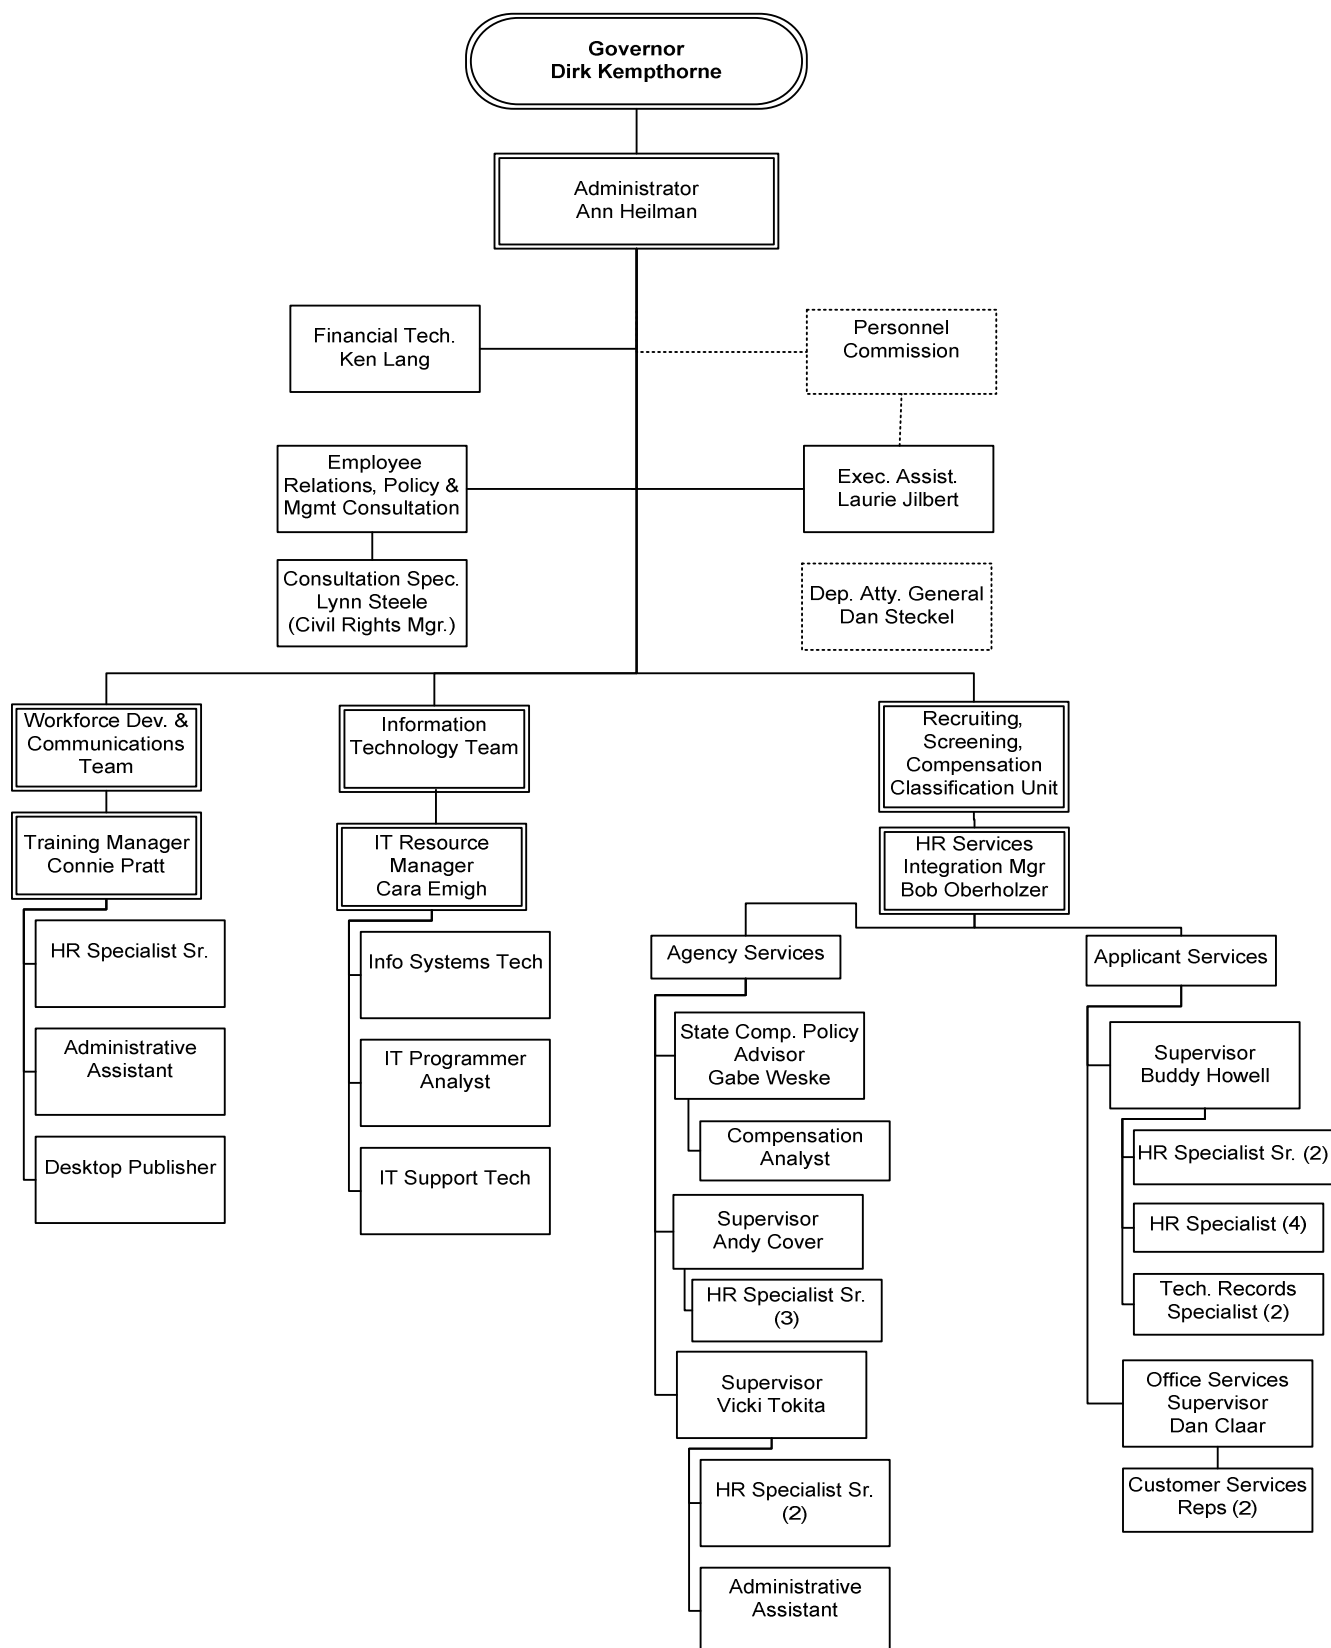 Governor
Dirk Kempthorne
Administrator
Ann Heilman
Financial Tech.
Ken Lang
Personnel
Commission
Employee
Relations, Policy &
Mgmt Consultation
Exec. Assist.
Laurie Jilbert
Consultation Spec.
Lynn Steele
(Civil Rights Mgr.)
Dep. Atty. General
Dan Steckel
Workforce Dev. &
Communications
Team
Training Manager
Connie Pratt
HR Specialist Sr.
Administrative
Assistant
Desktop Publisher
Information
Technology Team
IT Resource
Manager
Cara Emigh
Info Systems Tech
IT Programmer
Analyst
IT Support Tech
Recruiting,
Screening,
Compensation
Classification Unit
HR Services
Integration Mgr
Bob Oberholzer
Agency Services
State Comp. Policy
Advisor
Gabe Weske
Compensation
Analyst
Supervisor
Andy Cover
HR Specialist Sr.
(3)
Supervisor
Vicki Tokita
HR Specialist Sr.
(2)
Administrative
Assistant
Applicant Services
Supervisor
Buddy Howell
HR Specialist Sr. (2)
HR Specialist (4)
Tech. Records
Specialist (2)
Office Services
Supervisor
Dan Claar
Customer Services
Reps (2)